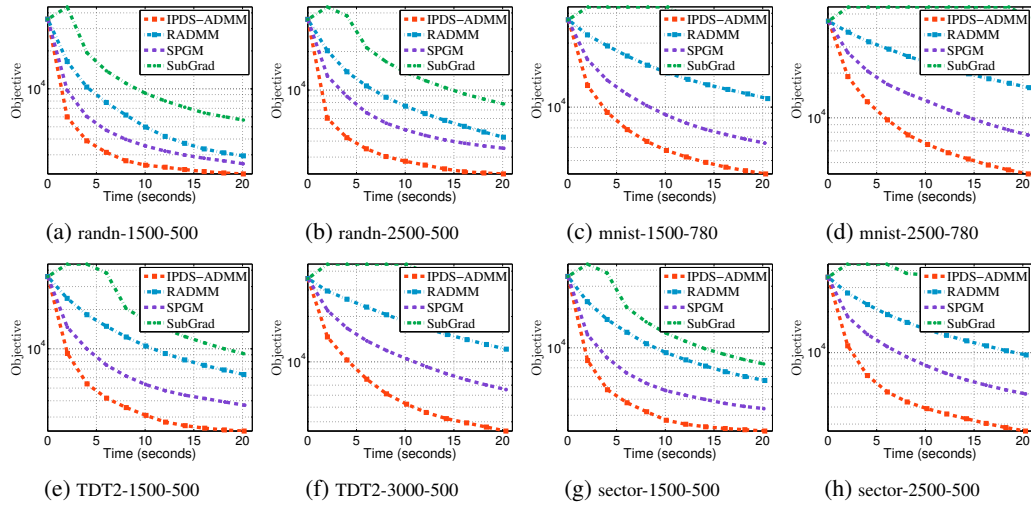 Objective
10^4
IPDS-ADMM
RADMM
SPGM
SubGrad
0 5 10 15 20
Time (seconds)
(a) randn-1500-500
Objective
10^4
IPDS-ADMM
RADMM
SPGM
SubGrad
0 5 10 15 20
Time (seconds)
(b) randn-2500-500
Objective
10^4
IPDS-ADMM
RADMM
SPGM
SubGrad
0 5 10 15 20
Time (seconds)
(c) mnist-1500-780
Objective
10^4
IPDS-ADMM
RADMM
SPGM
SubGrad
0 5 10 15 20
Time (seconds)
(d) mnist-2500-780
Objective
10^4
IPDS-ADMM
RADMM
SPGM
SubGrad
0 5 10 15 20
Time (seconds)
(e) TDT2-1500-500
Objective
10^4
IPDS-ADMM
RADMM
SPGM
SubGrad
0 5 10 15 20
Time (seconds)
(f) TDT2-3000-500
Objective
10^4
IPDS-ADMM
RADMM
SPGM
SubGrad
0 5 10 15 20
Time (seconds)
(g) sector-1500-500
Objective
10^4
IPDS-ADMM
RADMM
SPGM
SubGrad
0 5 10 15 20
Time (seconds)
(h) sector-2500-500